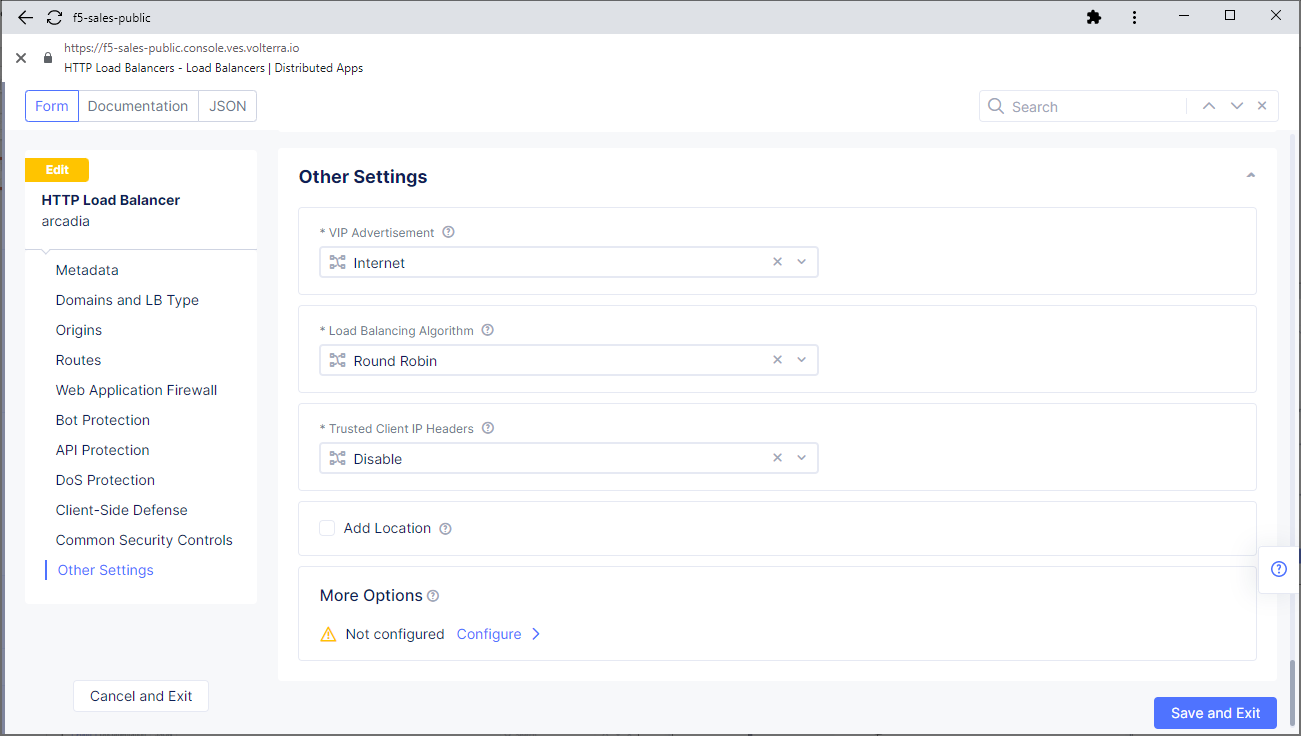 f5-sales-public
https://f5-sales-public.console.ves.volterra.io
HTTP Load Balancers - Load Balancers | Distributed Apps
Form Documentation JSON
Search
Edit
HTTP Load Balancer
arcadia
Metadata
Domains and LB Type
Origins
Routes
Web Application Firewall
Bot Protection
API Protection
DoS Protection
Client-Side Defense
Common Security Controls
Other Settings
Cancel and Exit
Other Settings
* VIP Advertisement
Internet
* Load Balancing Algorithm
Round Robin
* Trusted Client IP Headers
Disable
Add Location
More Options
Not configured Configure
Save and Exit